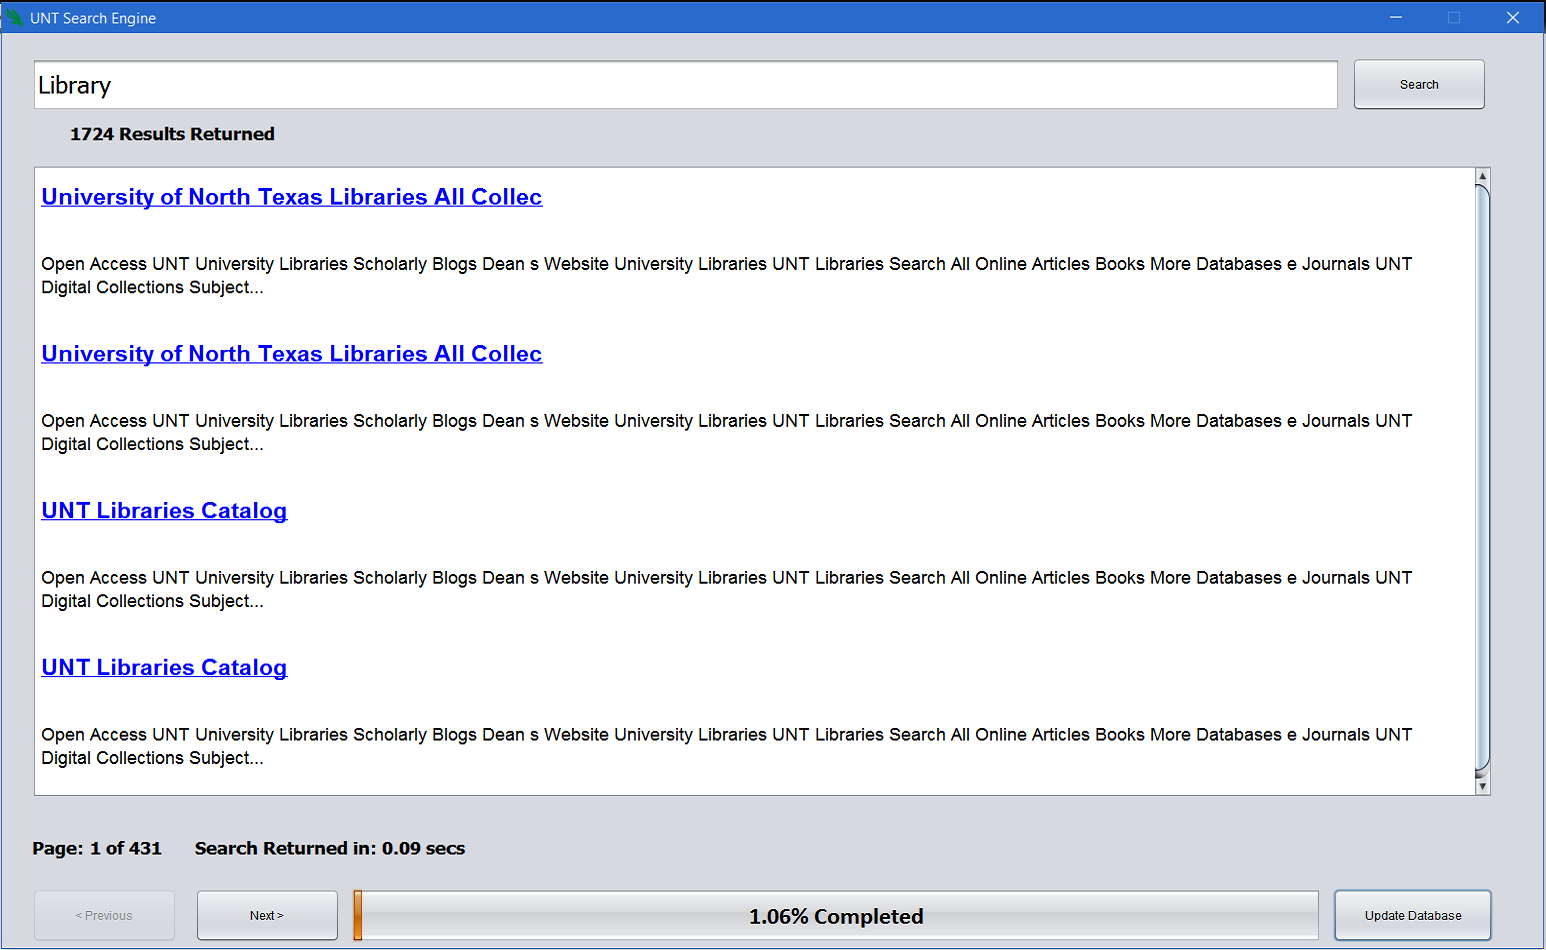 UNT Search Engine
Library
Search
1724 Results Returned
University of North Texas Libraries All Collec
Open Access UNT University Libraries Scholarly Blogs Dean s Website University Libraries UNT Libraries Search All Online Articles Books More Databases e Journals UNT
Digital Collections Subject...
University of North Texas Libraries All Collec
Open Access UNT University Libraries Scholarly Blogs Dean s Website University Libraries UNT Libraries Search All Online Articles Books More Databases e Journals UNT
Digital Collections Subject...
UNT Libraries Catalog
Open Access UNT University Libraries Scholarly Blogs Dean s Website University Libraries UNT Libraries Search All Online Articles Books More Databases e Journals UNT
Digital Collections Subject...
UNT Libraries Catalog
Open Access UNT University Libraries Scholarly Blogs Dean s Website University Libraries UNT Libraries Search All Online Articles Books More Databases e Journals UNT
Digital Collections Subject...
Page: 1 of 431 Search Returned in: 0.09 secs
< Previous Next > 1.06% Completed Update Database